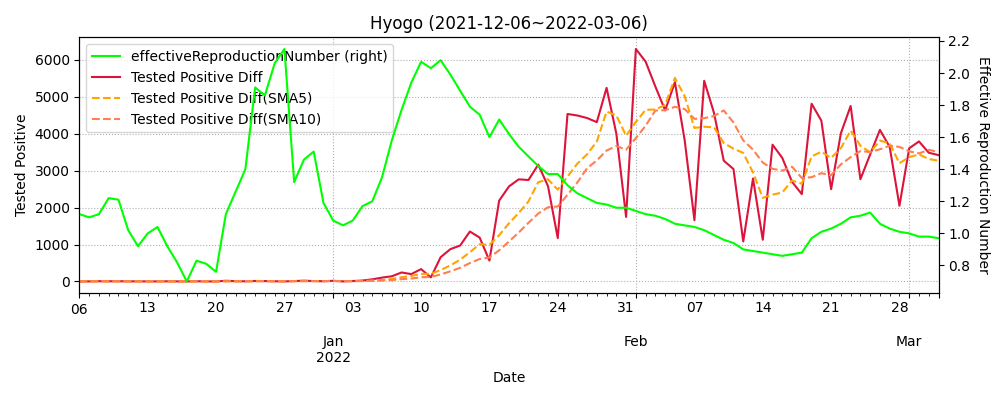 Hyogo (2021-12-06~2022-03-06)
effectiveReproductionNumber (right)
Tested Positive Diff
Tested Positive Diff(SMA5)
Tested Positive Diff(SMA10)
Tested Positive
6000
5000
4000
3000
2000
1000
0
2.2
2.0
1.8
1.6
1.4
1.2
1.0
0.8
Effective Reproduction Number
06 13 20 27 03 10 17 24 31 07 14 21 28
Jan Feb Mar
2022
Date